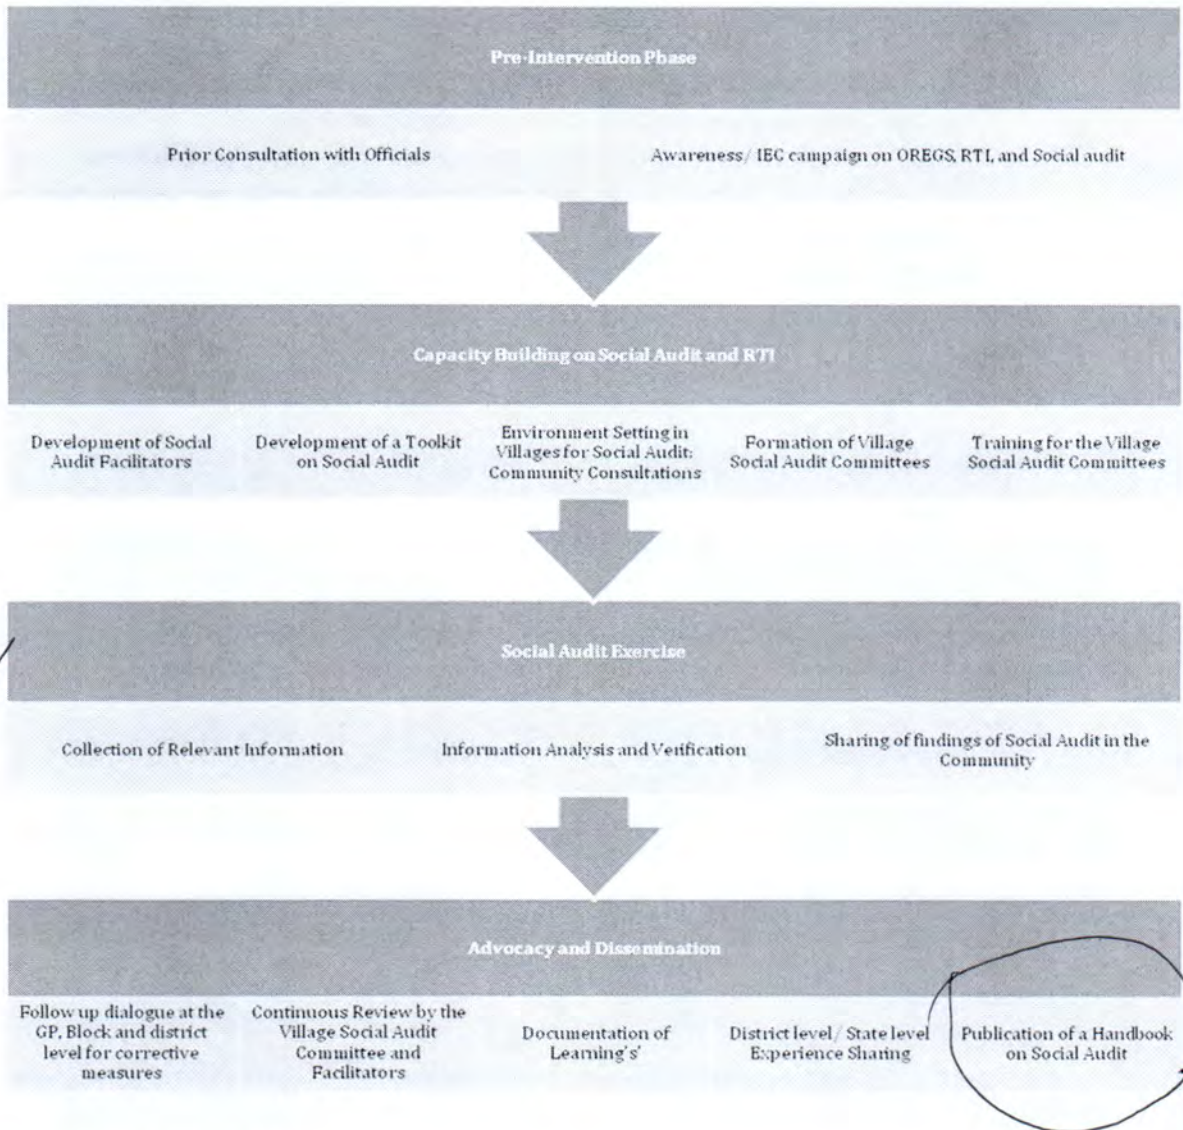 Pre-Intervention Phase
Prior Consultation with Officials
Awareness/ IEC campaign on OREGS, RTI, and Social audit
Capacity Building on Social Audit and RTI
Development of Social
Audit Facilitators
Development of a Toolkit
on Social Audit
Environment Setting in
Villages for Social Audit:
Community Consultations
Formation of Village
Social Audit Committees
Training for the Village
Social Audit Committees
Social Audit Exercise
Collection of Relevant Information
Information Analysis and Verification
Sharing of findings of Social Audit in the
Community
Advocacy and Dissemination
Follow up dialogue at the
GP, Block and district
level for corrective
measures
Continuous Review by the
Village Social Audit
Committee and
Facilitators
Documentation of
Learning's'
District level/ State level
Experience Sharing
Publication of a Handbook
on Social Audit